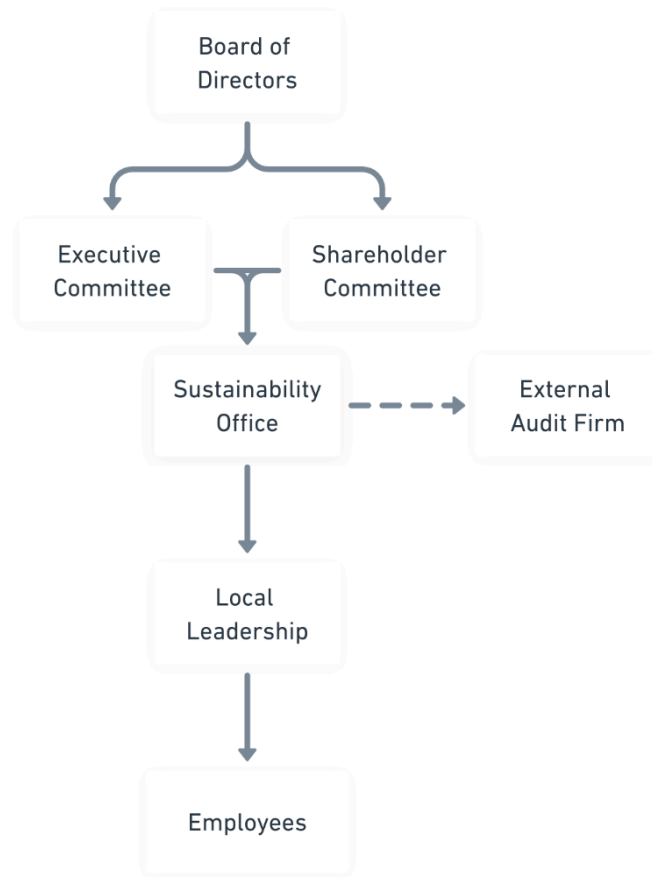 Board of
Directors
Executive
Committee
Shareholder
Committee
Sustainability
Office
External
Audit Firm
Local
Leadership
Employees